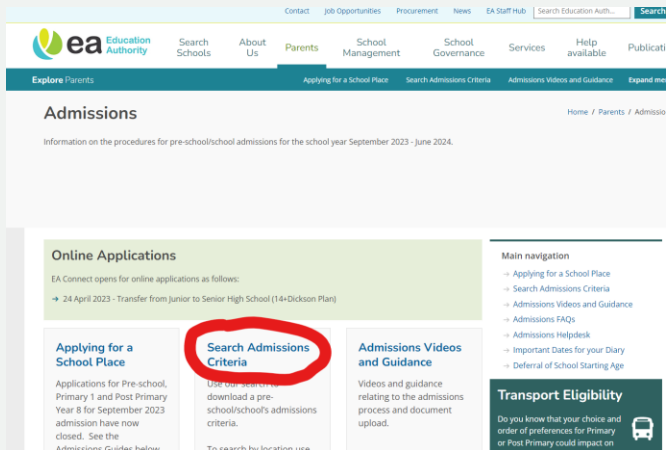 Contact Job Opportunities Procurement News EA Staff Hub Search Education Auth... Search
ea Education Authority
Search Schools
About Us
Parents
School Management
School Governance
Services
Help available
Explore Parents
Applying for a School Place Search Admissions Criteria Admissions Videos and Guidance
Admissions
Home / Parents /
Information on the procedures for pre-school/school admissions for the school year September 2023 - June 2024.
Online Applications
EA Connect opens for online applications as follows:
→ 24 April 2023 - Transfer from Junior to Senior High School (14+Dickson Plan)
Applying for a
School Place
Applications for Pre-school,
Primary 1 and Post Primary
Year 8 for September 2023
admission have now
closed. See the
Admissions Guides below
Search Admissions
Criteria
Use our search to
download a pre-
school/school's admissions
criteria.
To search by location use
Admissions Videos
and Guidance
Videos and guidance
relating to the admissions
process and document
upload.
Main navigation
→ Applying for a School Place
→ Search Admissions Criteria
→ Admissions Videos and Guidance
→ Admissions FAQs
→ Admissions Helpdesk
→ Important Dates for your Diary
→ Deferral of School Starting Age
Transport Eligibility
Do you know that your choice and
order of preferences for Primary
or Post Primary could impact on